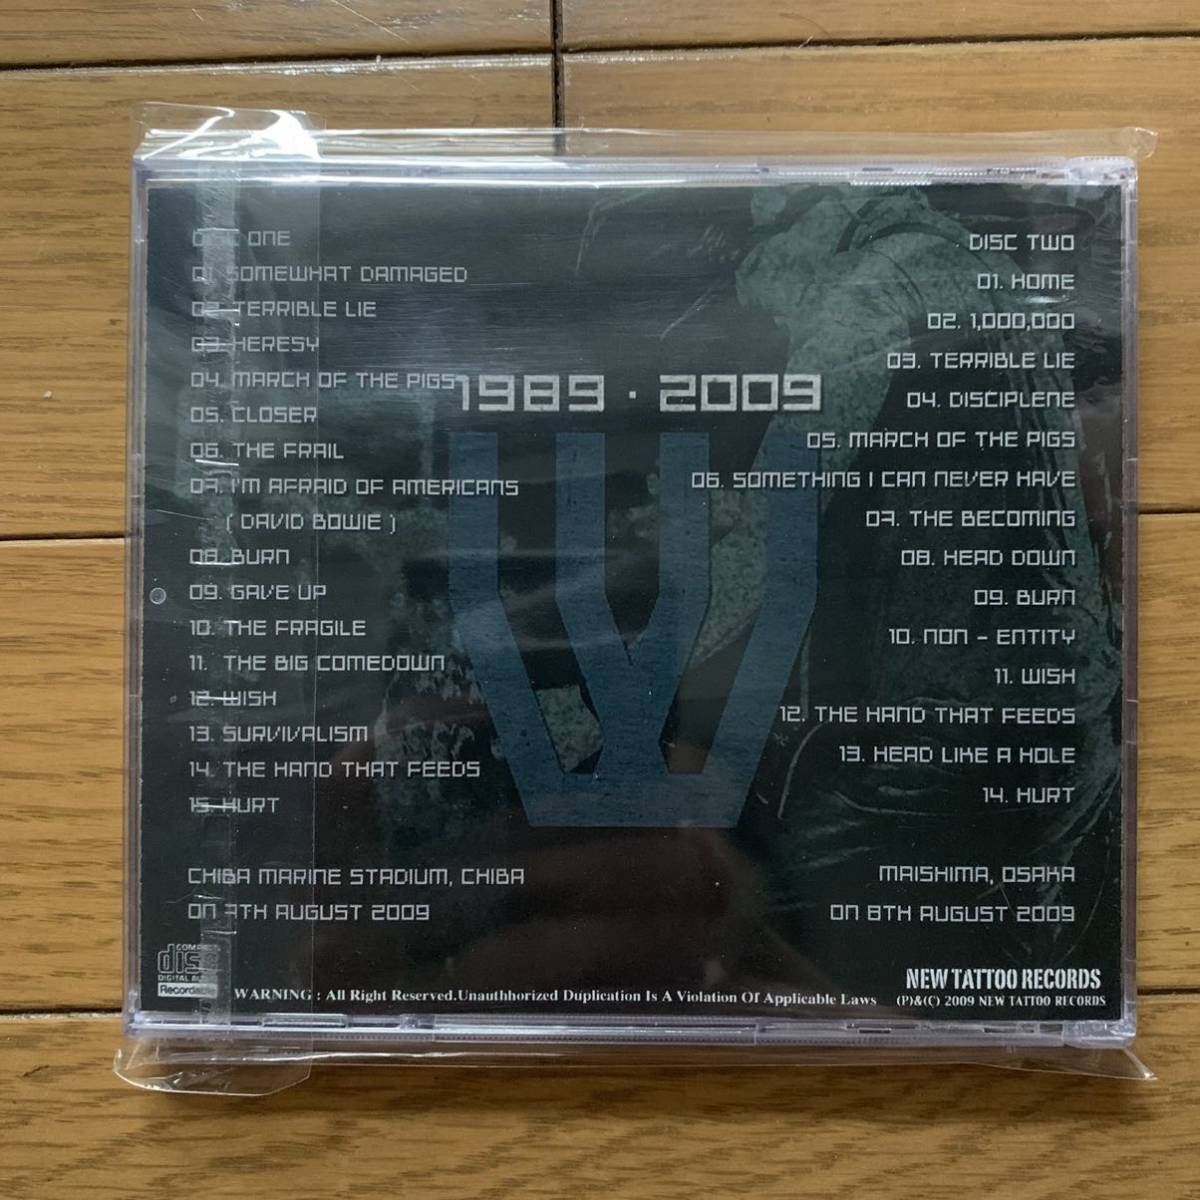 DISC ONE
01. SOMEWHAT DAMAGED
02. TERRIBLE LIE
03. HERESY
04. MARCH OF THE PIGS
05. CLOSER
06. THE FRAIL
07. I'M AFRAID OF AMERICANS
( DAVID BOWIE )
08. BURN
09. GAVE UP
10. THE FRAGILE
11. THE BIG COMEDOWN
12. WISH
13. SURVIVALISM
14. THE HAND THAT FEEDS
15. HURT
CHIBA MARINE STADIUM, CHIBA
ON 7TH AUGUST 2009
1989 · 2009
DISC TWO
01. HOME
02. 1,000,000
03. TERRIBLE LIE
04. DISCIPLENE
05. MARCH OF THE PIGS
06. SOMETHING I CAN NEVER HAVE
07. THE BECOMING
08. HEAD DOWN
09. BURN
10. NON - ENTITY
11. WISH
12. THE HAND THAT FEEDS
13. HEAD LIKE A HOLE
14. HURT
MAISHIMA, OSAKA
ON 8TH AUGUST 2009
COMPACT
disc
DIGITAL AUDIO
Recordable
WARNING : All Right Reserved.Unauthhorized Duplication Is A Violation Of Applicable Laws
NEW TATTOO RECORDS
(P)&(C) 2009 NEW TATTOO RECORDS